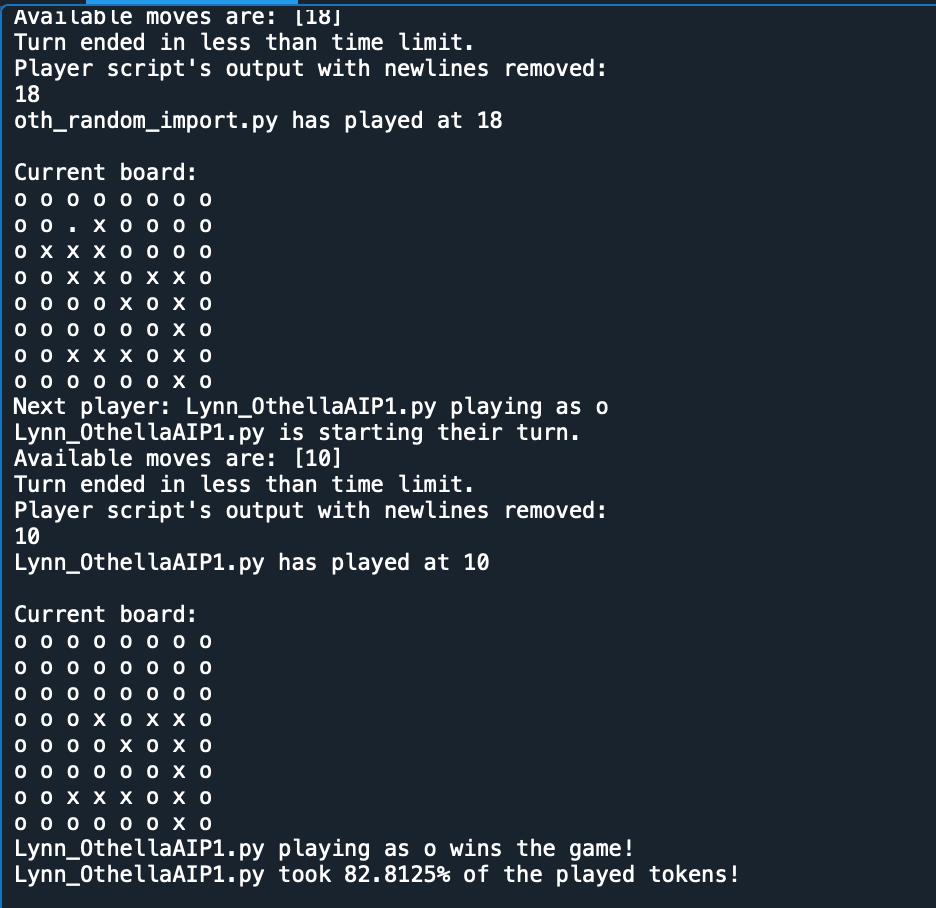 Available moves are: [18]
Turn ended in less than time limit.
Player script's output with newlines removed:
18
oth_random_import.py has played at 18
Current board:
o o o o o o o o
o o . x o o o o
o x x x o o o o
o o x x o x x o
o o o o x o x o
o o o o o o x o
o o x x x o x o
o o o o o o x o
Next player: Lynn_OthellaAIP1.py playing as o
Lynn_OthellaAIP1.py is starting their turn.
Available moves are: [10]
Turn ended in less than time limit.
Player script's output with newlines removed:
10
Lynn_OthellaAIP1.py has played at 10
Current board:
o o o o o o o o
o o o o o o o o
o o o o o o o o
o o o x o x x o
o o o o x o x o
o o o o o o x o
o o x x x o x o
o o o o o o x o
Lynn_OthellaAIP1.py playing as o wins the game!
Lynn_OthellaAIP1.py took 82.8125% of the played tokens!